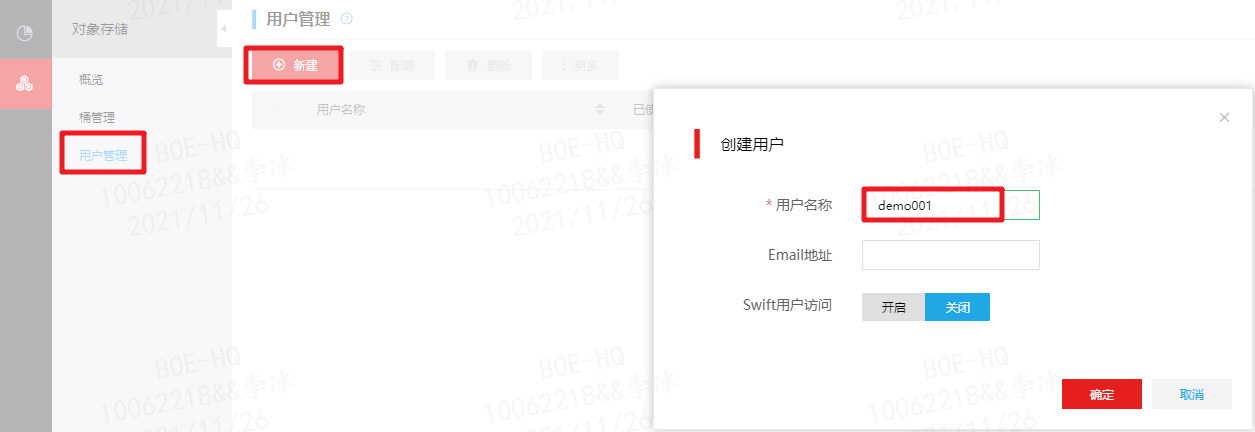 对象存储
概览
桶管理
用户管理
用户管理
新建
配额
删除
更多
用户名称
已使
创建用户
* 用户名称
demo001
Email地址
Swift用户访问
开启
关闭
确定
取消
BOE-HQ
10062218&&李冰
2021/11/26